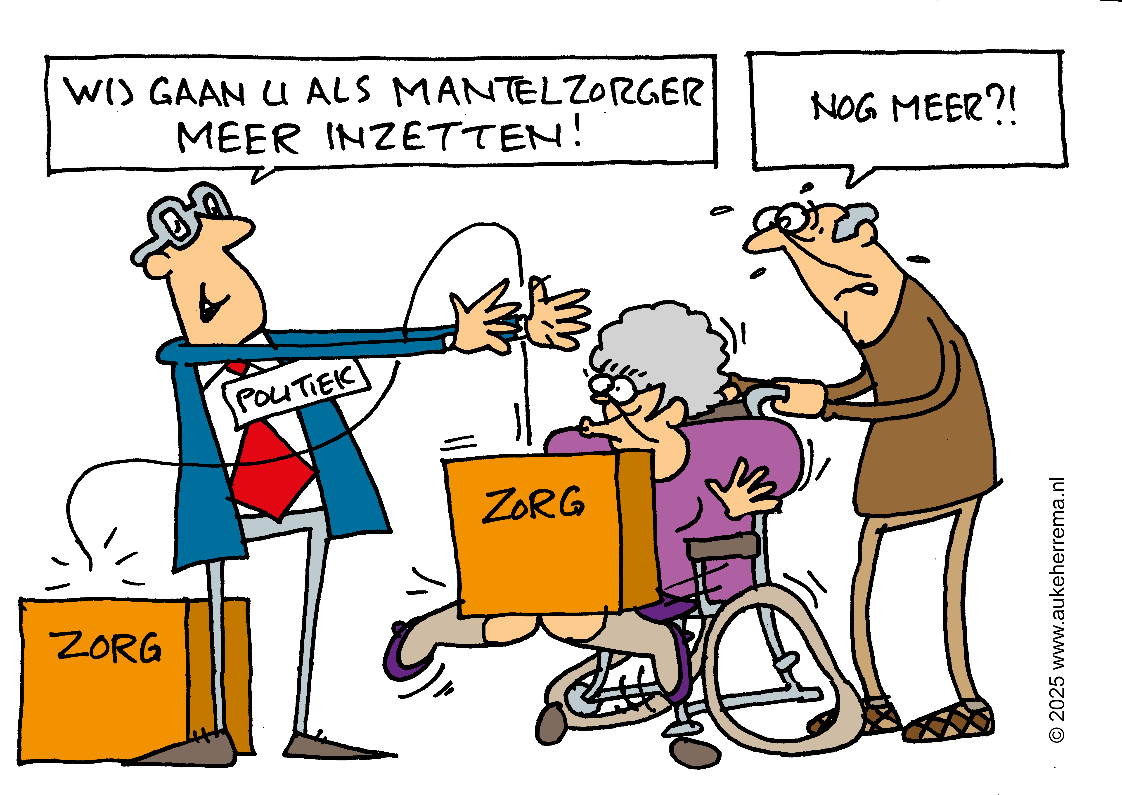 WIJ GAAN U ALS MANTELZORGER
MEER INZETTEN!
NOG MEER?!
POLITIEK
ZORG
ZORG
© 2025 www.aukeherrema.nl